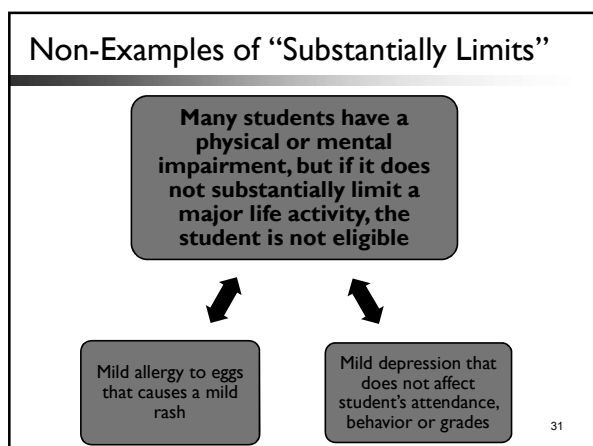 Non-Examples of “Substantially Limits”
Many students have a
physical or mental
impairment, but if it does
not substantially limit a
major life activity, the
student is not eligible
Mild allergy to eggs
that causes a mild
rash
Mild depression that
does not affect
student’s attendance,
behavior or grades
31